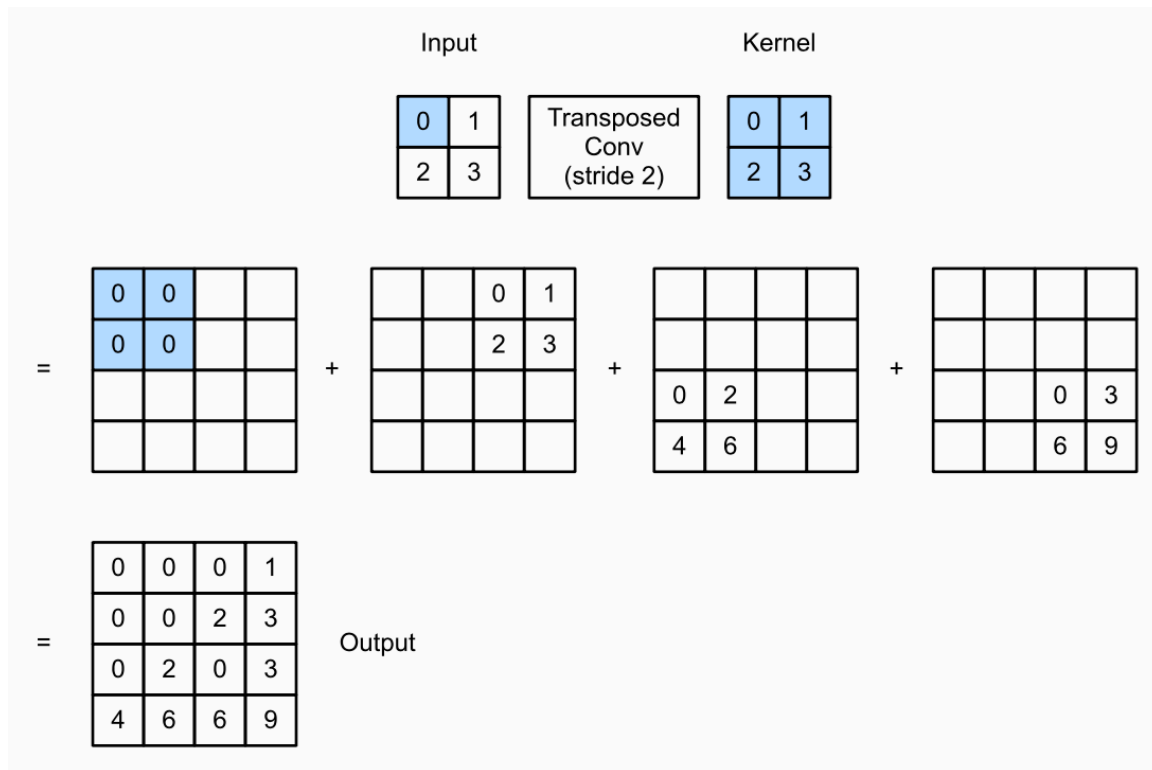 Input Kernel
0 1 Transposed 0 1
Conv
2 3 (stride 2) 2 3
0 0 0 1
0 0 2 3
= + + +
0 2 0 3
4 6 6 9
0 0 0 1
0 0 2 3
= Output
0 2 0 3
4 6 6 9